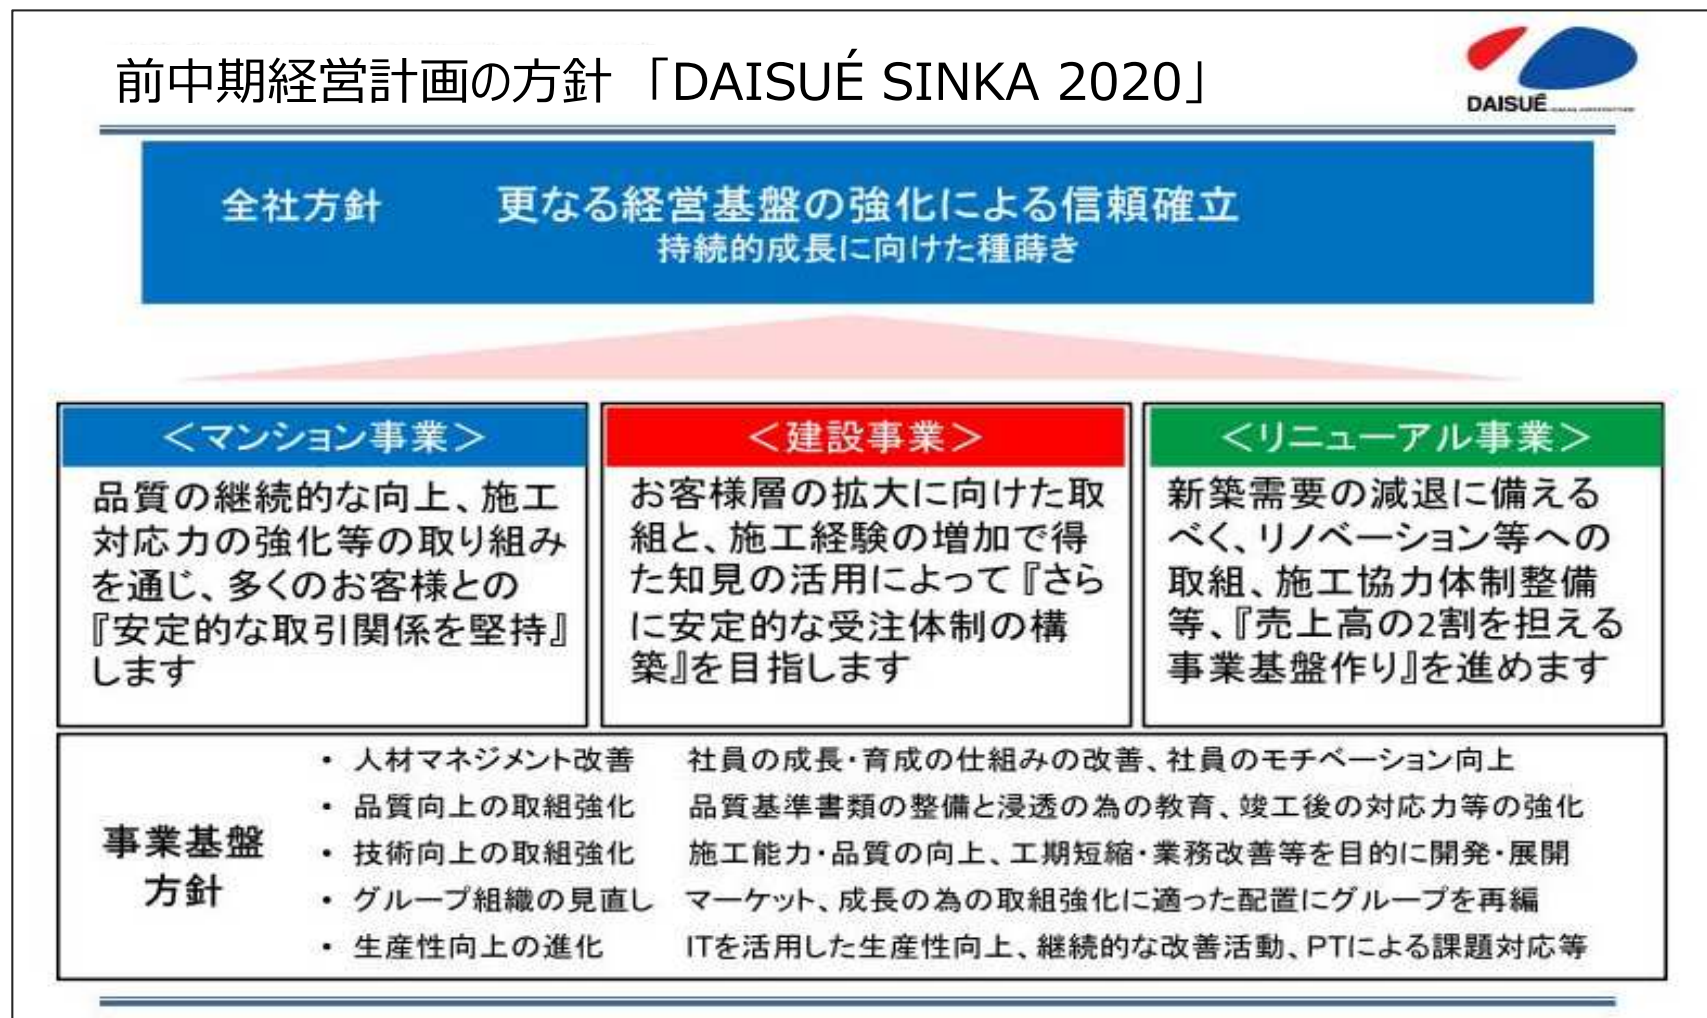 前中期経営計画の方針「DAISUÉ SINKA 2020」
DAISUÉ
全社方針 更なる経営基盤の強化による信頼確立
持続的成長に向けた種蒔き
＜マンション事業＞
品質の継続的な向上、施工
対応力の強化等の取り組み
を通じ、多くのお客様との
『安定的な取引関係を堅持』
します
＜建設事業＞
お客様層の拡大に向けた取
組と、施工経験の増加で得
た知見の活用によって『さら
に安定的な受注体制の構
築』を目指します
＜リニューアル事業＞
新築需要の減退に備える
べく、リノベーション等への
取組、施工協力体制整備
等、『売上高の2割を担える
事業基盤作り』を進めます
事業基盤
方針
• 人材マネジメント改善 社員の成長・育成の仕組みの改善、社員のモチベーション向上
• 品質向上の取組強化 品質基準書類の整備と浸透の為の教育、竣工後の対応力等の強化
• 技術向上の取組強化 施工能力・品質の向上、工期短縮・業務改善等を目的に開発・展開
• グループ組織の見直し マーケット、成長の為の取組強化に適った配置にグループを再編
• 生産性向上の進化 ITを活用した生産性向上、継続的な改善活動、PTによる課題対応等